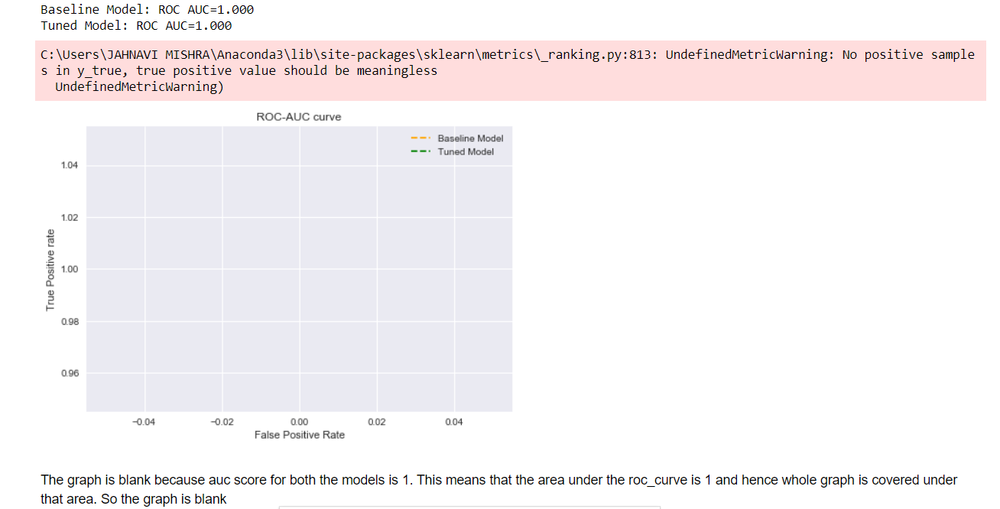 Baseline Model: ROC AUC=1.000
Tuned Model: ROC AUC=1.000
C:\Users\JAHNAVI MISHRA\Anaconda3\lib\site-packages\sklearn\metrics\_ranking.py:813: UndefinedMetricWarning: No positive sample
s in y_true, true positive value should be meaningless
UndefinedMetricWarning)
ROC-AUC curve
Baseline Model
Tuned Model
1.04
1.02
1.00
0.98
0.96
True Positive rate
−0.04 −0.02 0.00 0.02 0.04
False Positive Rate
The graph is blank because auc score for both the models is 1. This means that the area under the roc_curve is 1 and hence whole graph is covered under
that area. So the graph is blank